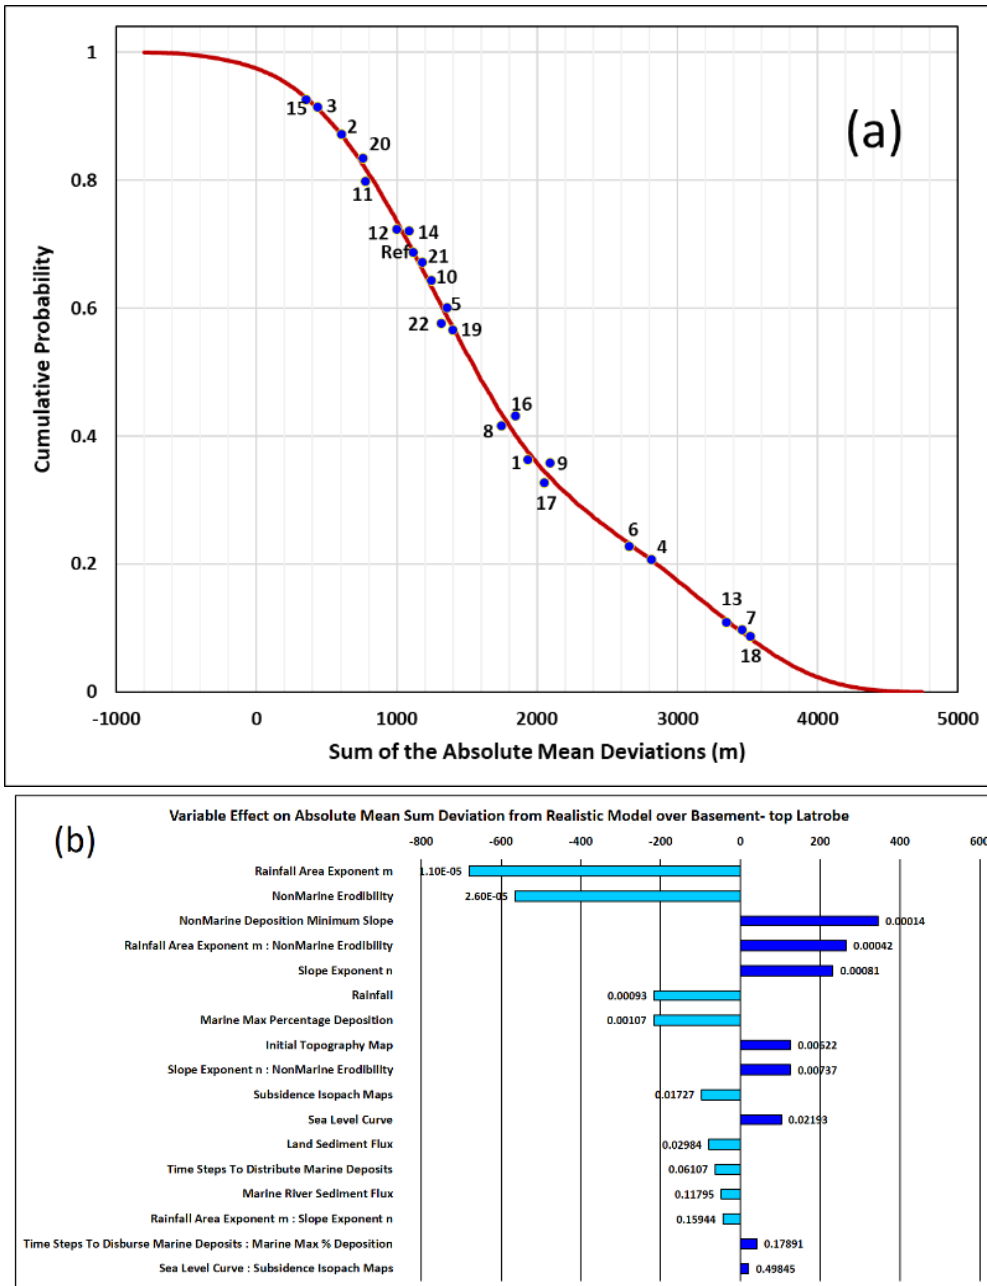 (a)
Cumulative Probability
1
0.8
0.6
0.4
0.2
0
15
3
2
20
11
12
14
Ref
21
10
5
22
19
16
8
1
9
17
6
4
13
7
18
-1000 0 1000 2000 3000 4000 5000
Sum of the Absolute Mean Deviations (m)
(b)
Variable Effect on Absolute Mean Sum Deviation from Realistic Model over Basement- top Latrobe
-800 -600 -400 -200 0 200 400 600
Rainfall Area Exponent m 1.10E-05
NonMarine Erodibility 2.60E-05
NonMarine Deposition Minimum Slope 0.00014
Rainfall Area Exponent m : NonMarine Erodibility 0.00042
Slope Exponent n 0.00081
Rainfall 0.00093
Marine Max Percentage Deposition 0.00107
Initial Topography Map 0.00522
Slope Exponent n : NonMarine Erodibility 0.00737
Subsidence Isopach Maps 0.01727
Sea Level Curve 0.02193
Land Sediment Flux 0.02984
Time Steps To Distribute Marine Deposits 0.06107
Marine River Sediment Flux 0.11795
Rainfall Area Exponent m : Slope Exponent n 0.15944
Time Steps To Disburse Marine Deposits : Marine Max % Deposition 0.17891
Sea Level Curve : Subsidence Isopach Maps 0.49845